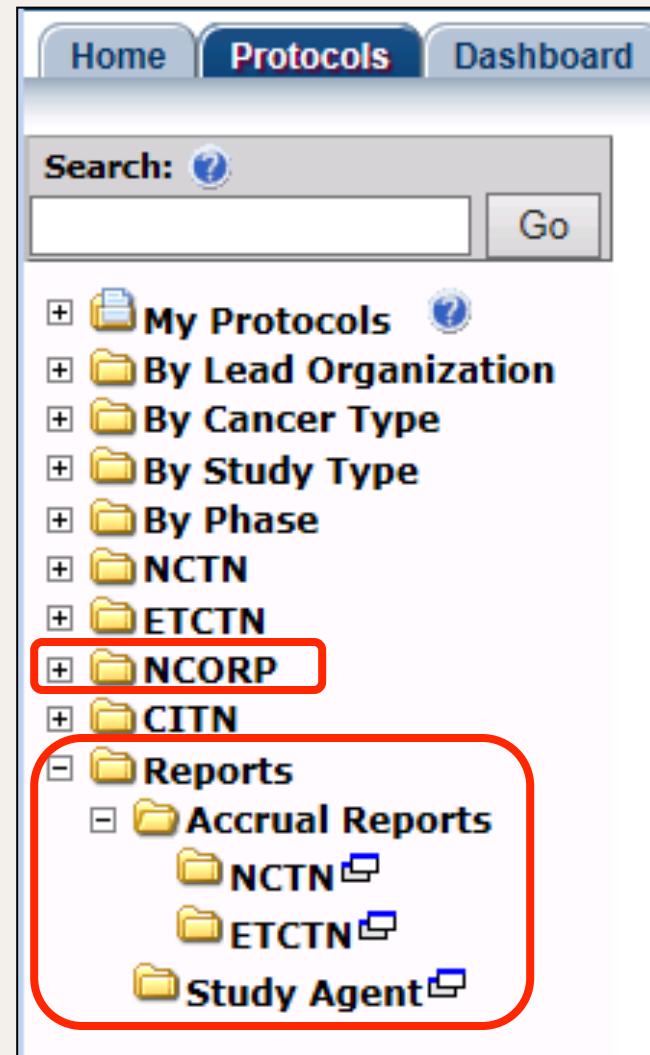 Home Protocols Dashboard
Search:
Go
My Protocols
By Lead Organization
By Cancer Type
By Study Type
By Phase
NCTN
ETCTN
NCORP
CITN
Reports
Accrual Reports
NCTN
ETCTN
Study Agent